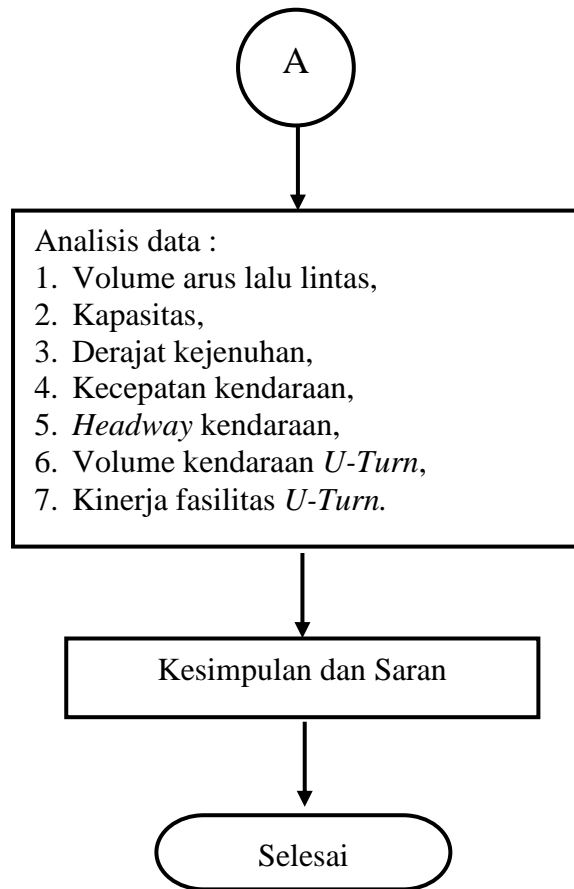 A
Analisis data :
1. Volume arus lalu lintas,
2. Kapasitas,
3. Derajat kejenuhan,
4. Kecepatan kendaraan,
5. Headway kendaraan,
6. Volume kendaraan U-Turn,
7. Kinerja fasilitas U-Turn.
Kesimpulan dan Saran
Selesai